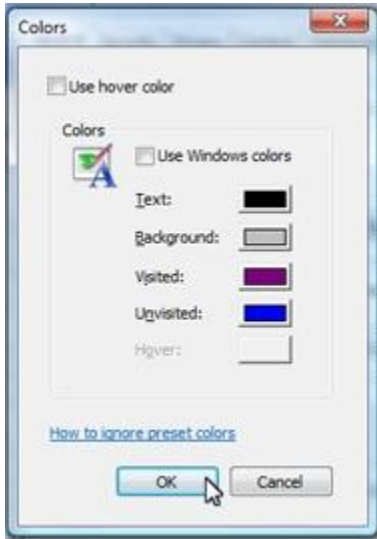 Colors
Use hover color
Colors
Use Windows colors
Text:
Background:
Visited:
Unvisited:
Hover:
How to ignore preset colors
OK
Cancel